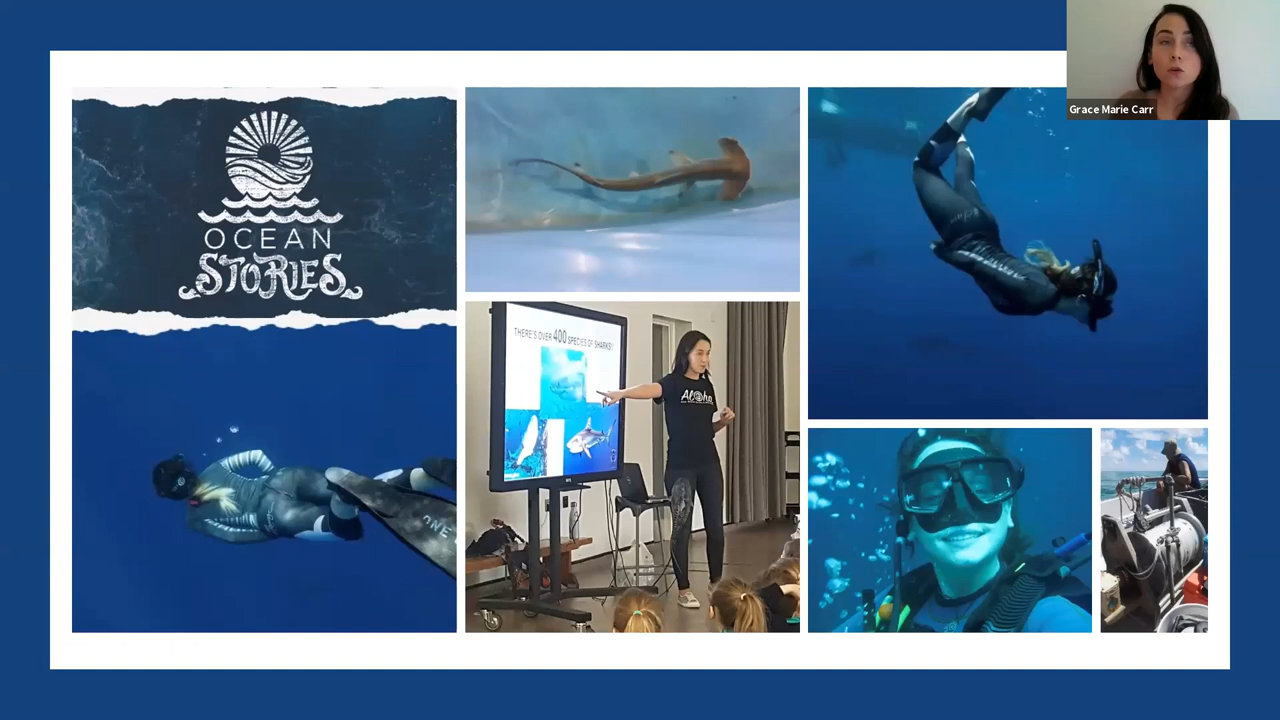 Grace Marie Carr
OCEAN
STORIES
THERE'S OVER 400 SPECIES OF SHARKS!
Aloha